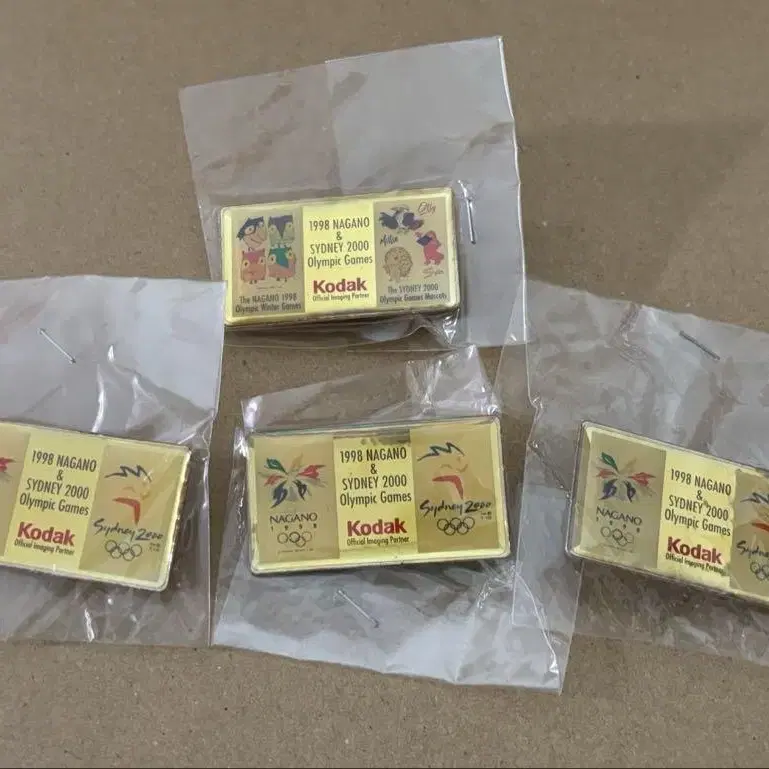 1998 NAGANO
&
SYDNEY 2000
Olympic Games
Kodak
Official Imaging Partner
The NAGANO 1998
Olympic Winter Games
Olly
Millie
Syd
The SYDNEY 2000
Olympic Games Mascots
1998 NAGANO
&
SYDNEY 2000
Olympic Games
Kodak
Official Imaging Partner
Sydney 2000
NAGANO
1998
1998 NAGANO
&
SYDNEY 2000
Olympic Games
Kodak
Official Imaging Partner
Sydney 2000
NAGANO
1998
1998 NAGANO
&
SYDNEY 2000
Olympic Games
Kodak
Official Imaging Partner